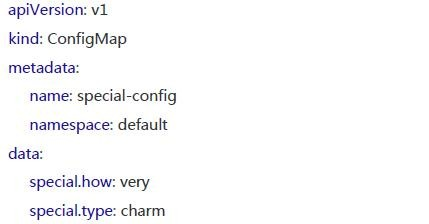 apiVersion: v1
kind: ConfigMap
metadata:
name: special-config
namespace: default
data:
special.how: very
special.type: charm